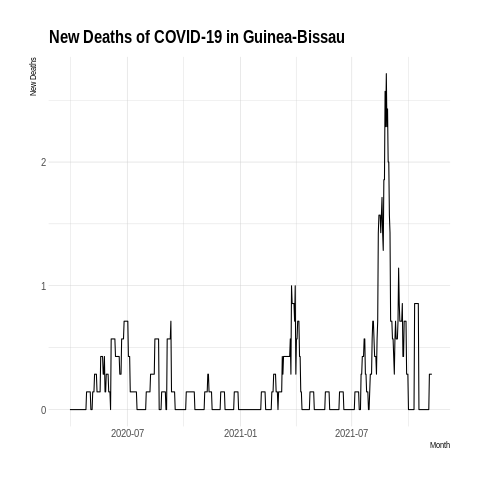 New Deaths of COVID-19 in Guinea-Bissau
New Deaths
2
1
0
2020-07 2021-01 2021-07
Month